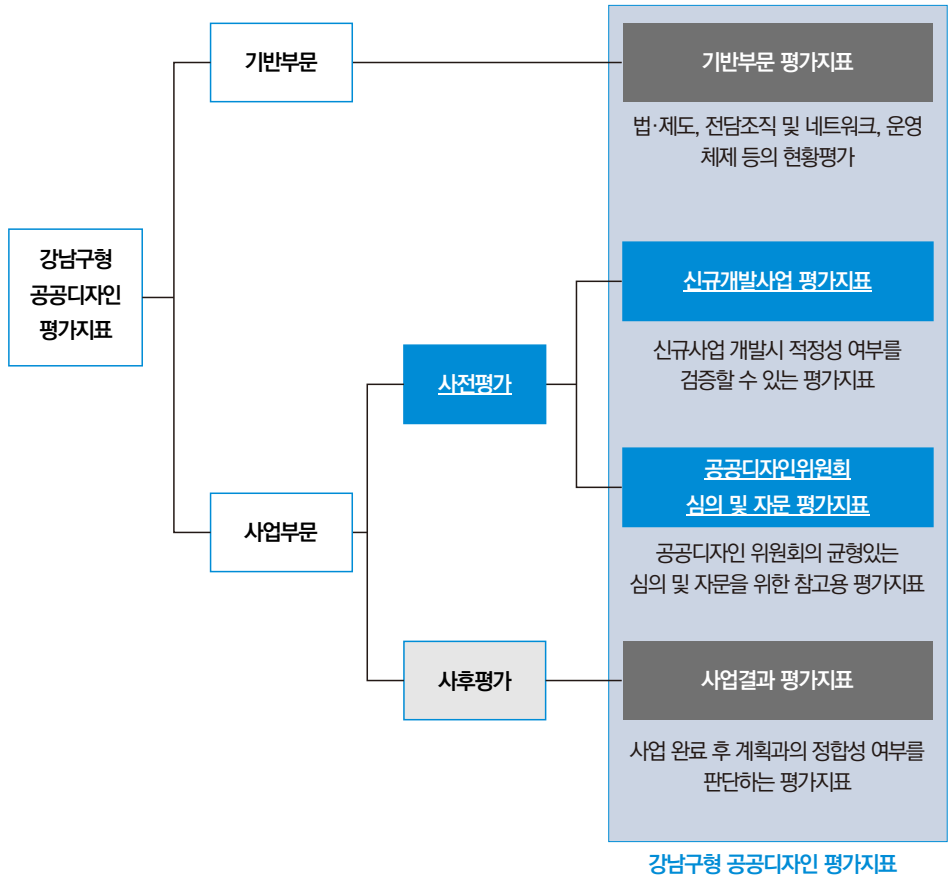 기반부문
기반부문 평가지표
법·제도, 전담조직 및 네트워크, 운영
체제 등의 현황평가
강남구형
공공디자인
평가지표
신규개발사업 평가지표
신규사업 개발시 적정성 여부를
검증할 수 있는 평가지표
사전평가
공공디자인위원회
심의 및 자문 평가지표
공공디자인 위원회의 균형있는
심의 및 자문을 위한 참고용 평가지표
사업부문
사후평가
사업결과 평가지표
사업 완료 후 계획과의 정합성 여부를
판단하는 평가지표
강남구형 공공디자인 평가지표